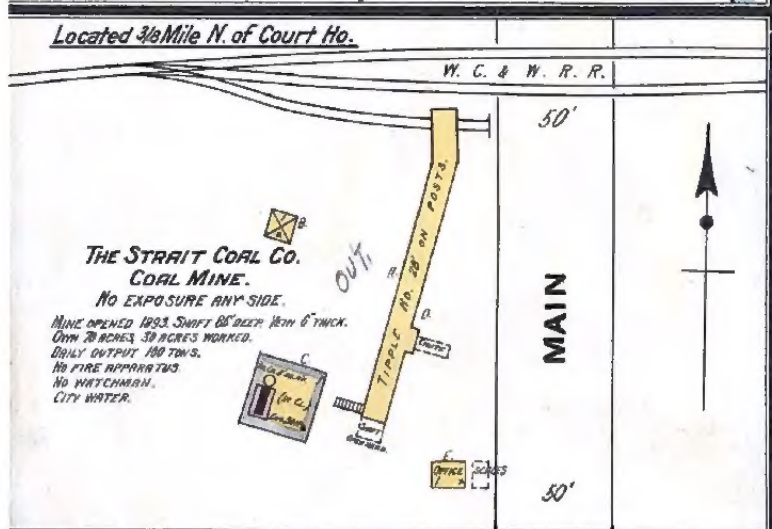 Located 3/8 Mile N. of Court Ho.
W. C. & W. R. R.
50'
B.
TIPPLE HO. 28' ON POSTS.
OUT.
THE STRAIT COAL CO.
COAL MINE.
NO EXPOSURE ANY SIDE.
MINE OPENED 1893. SHAFT 86' DEEP, VEIN 6' THICK.
OWN 70 ACRES, 30 ACRES WORKED.
DAILY OUTPUT 100 TONS.
NO FIRE APPARATUS
NO WATCHMAN.
CITY WATER.
MAIN
D.
C.
SHAFT
E.
OFFICE
SCALES
50'